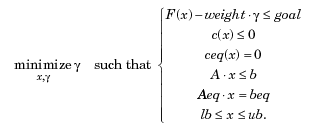 F(x) − weight · γ ≤ goal
c(x) ≤ 0
ceq(x) = 0
minimize γ such that
x,γ
A · x ≤ b
Aeq · x = beq
lb ≤ x ≤ ub.